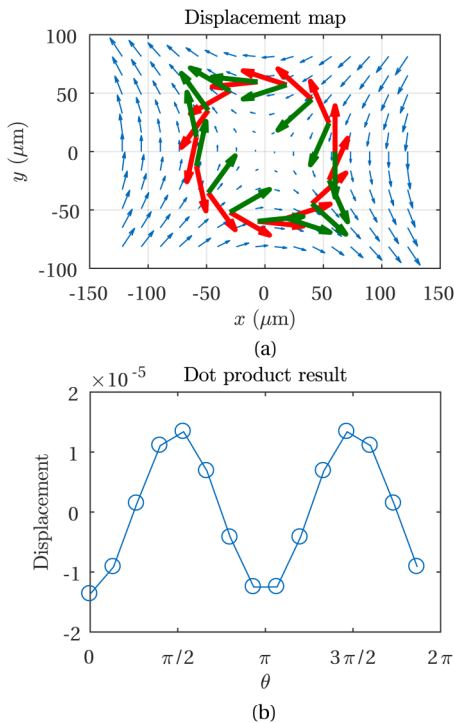 Displacement map
100
50
0
-50
-100
y (μm)
-150 -100 -50 0 50 100 150
x (μm)
(a)
×10⁻⁵ Dot product result
2
1
0
-1
-2
Displacement
0 π/2 π 3π/2 2π
θ
(b)